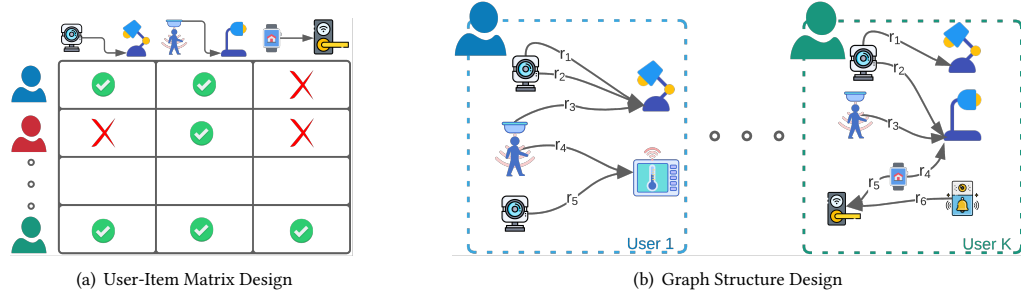 r1
r2
r3
r4
r5
User 1
r1
r2
r3
r5
r4
r6
User K
(a) User-Item Matrix Design
(b) Graph Structure Design